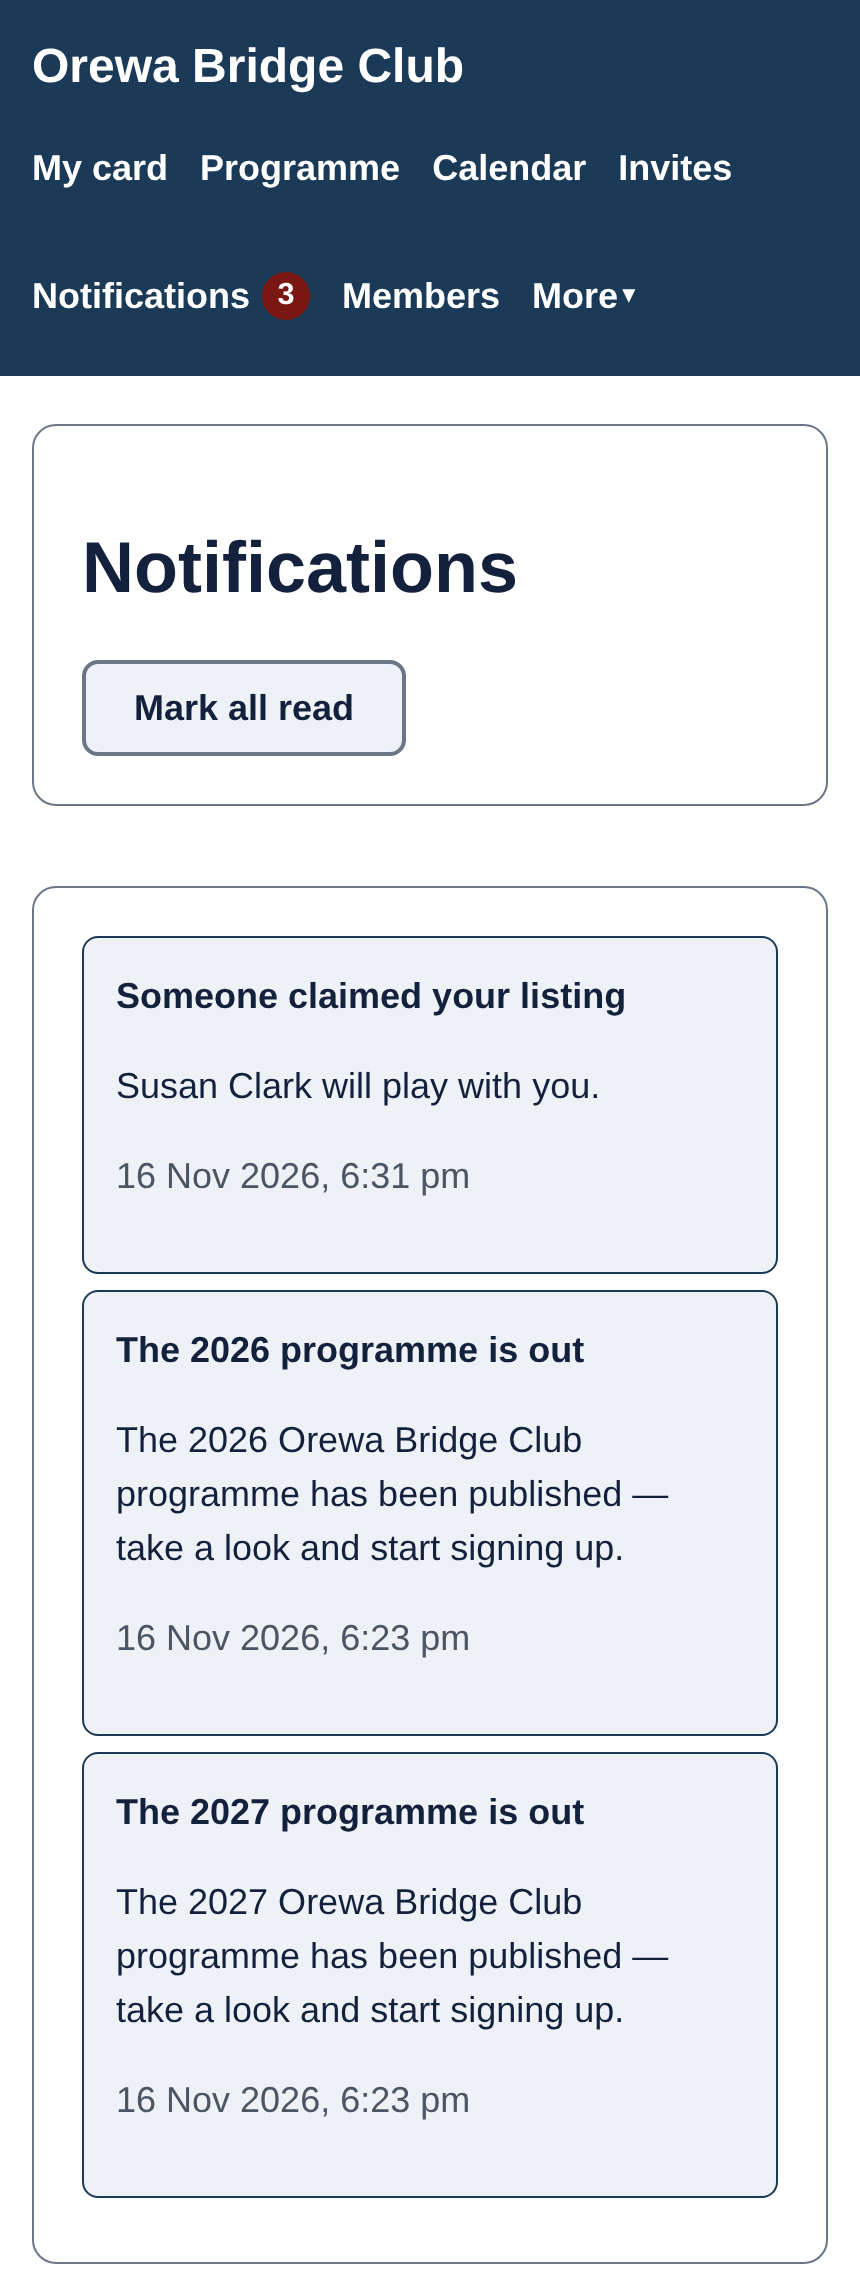 Orewa Bridge Club
My card Programme Calendar Invites
Notifications 3 Members More ▾
Notifications
Mark all read
Someone claimed your listing
Susan Clark will play with you.
16 Nov 2026, 6:31 pm
The 2026 programme is out
The 2026 Orewa Bridge Club
programme has been published —
take a look and start signing up.
16 Nov 2026, 6:23 pm
The 2027 programme is out
The 2027 Orewa Bridge Club
programme has been published —
take a look and start signing up.
16 Nov 2026, 6:23 pm